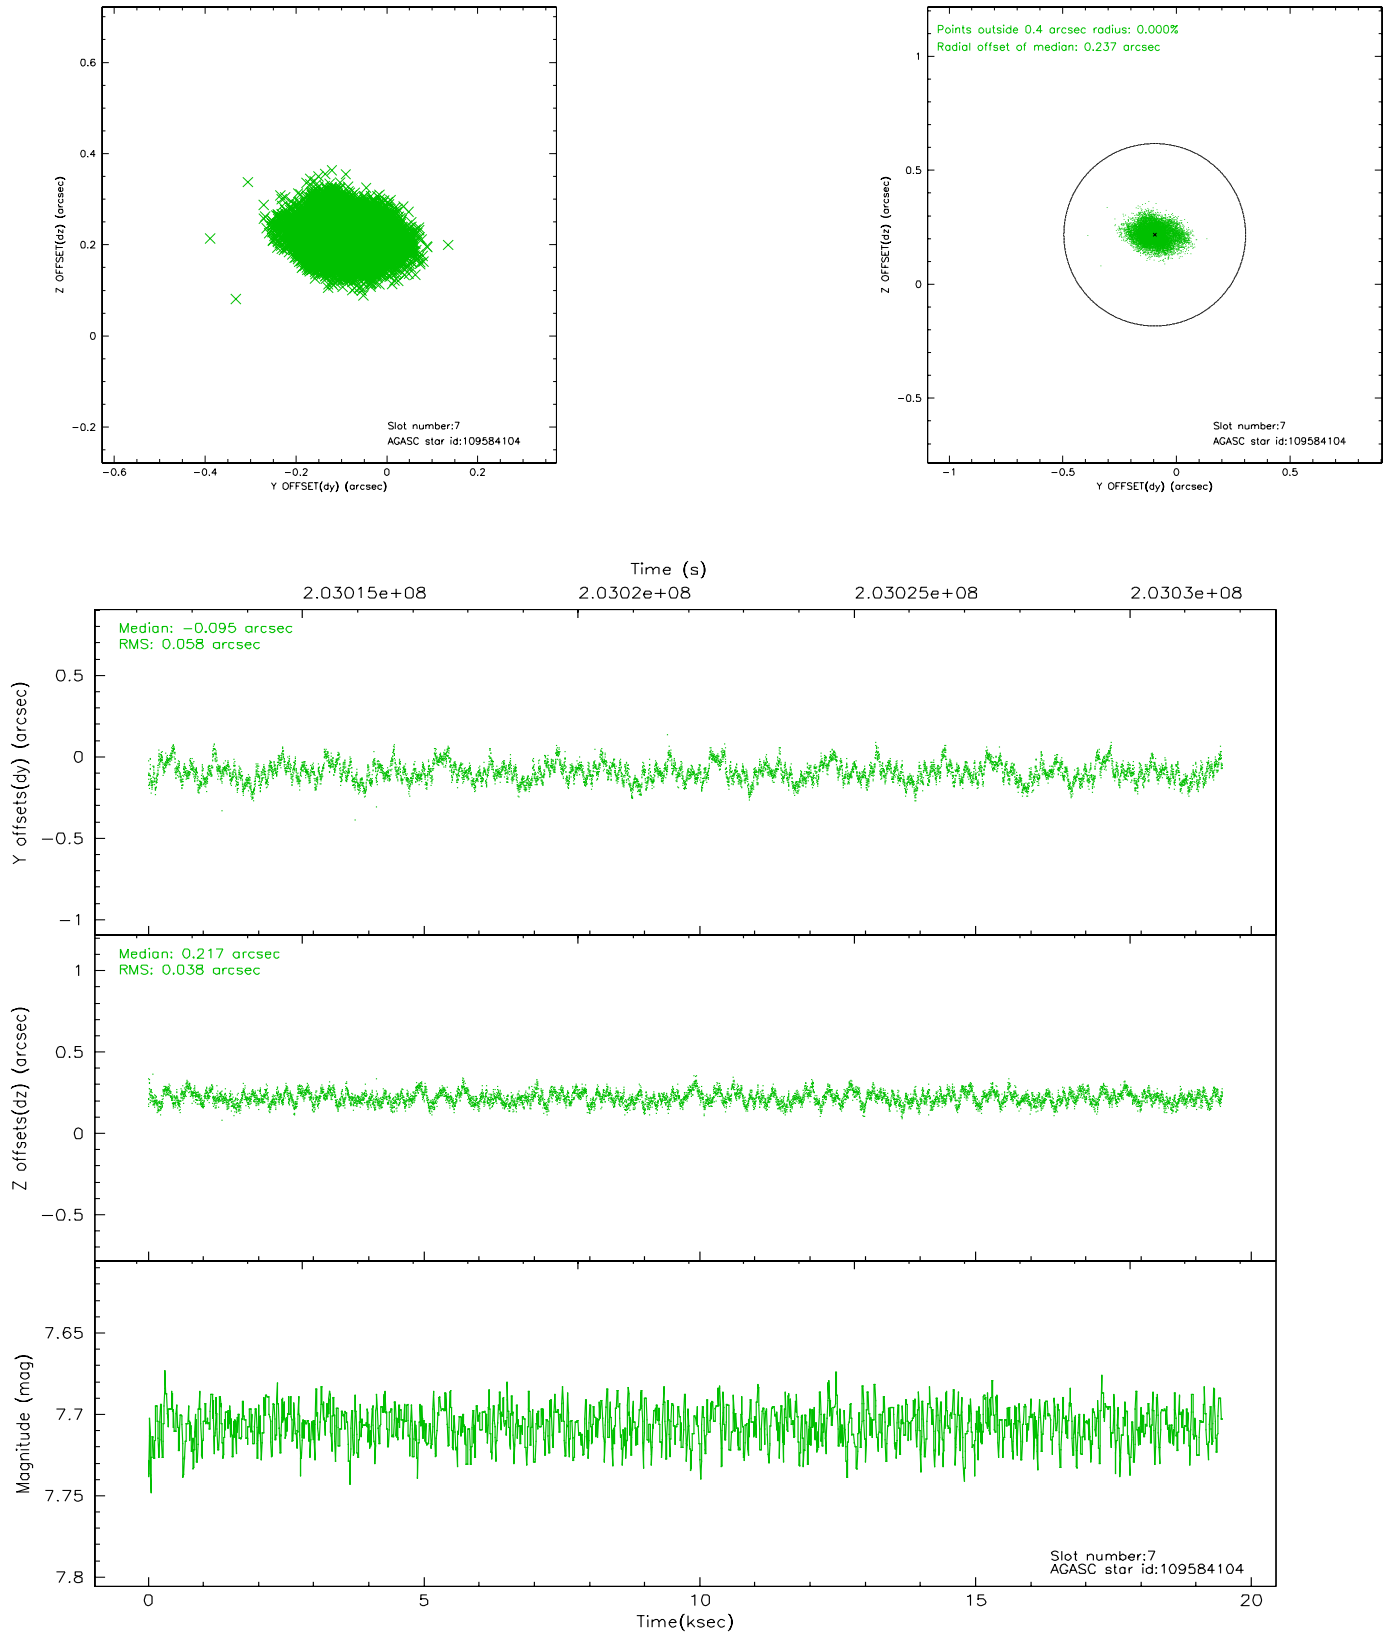 0.6
0.4
0.2
0
−0.2
Z OFFSET(dz) (arcsec)
Slot number:7
AGASC star id:109584104
−0.6 −0.4 −0.2 0 0.2
Y OFFSET(dy) (arcsec)
Points outside 0.4 arcsec radius: 0.000%
Radial offset of median: 0.237 arcsec
1
0.5
0
−0.5
Z OFFSET(dz) (arcsec)
Slot number:7
AGASC star id:109584104
−1 −0.5 0 0.5
Y OFFSET(dy) (arcsec)
Time (s)
2.03015e+08 2.0302e+08 2.03025e+08 2.0303e+08
Median: −0.095 arcsec
RMS: 0.058 arcsec
0.5
0
−0.5
−1
Y offsets(dy) (arcsec)
Median: 0.217 arcsec
RMS: 0.038 arcsec
1
0.5
0
−0.5
Z offsets(dz) (arcsec)
7.65
7.7
7.75
7.8
Magnitude (mag)
Slot number:7
AGASC star id:109584104
0 5 10 15 20
Time(ksec)